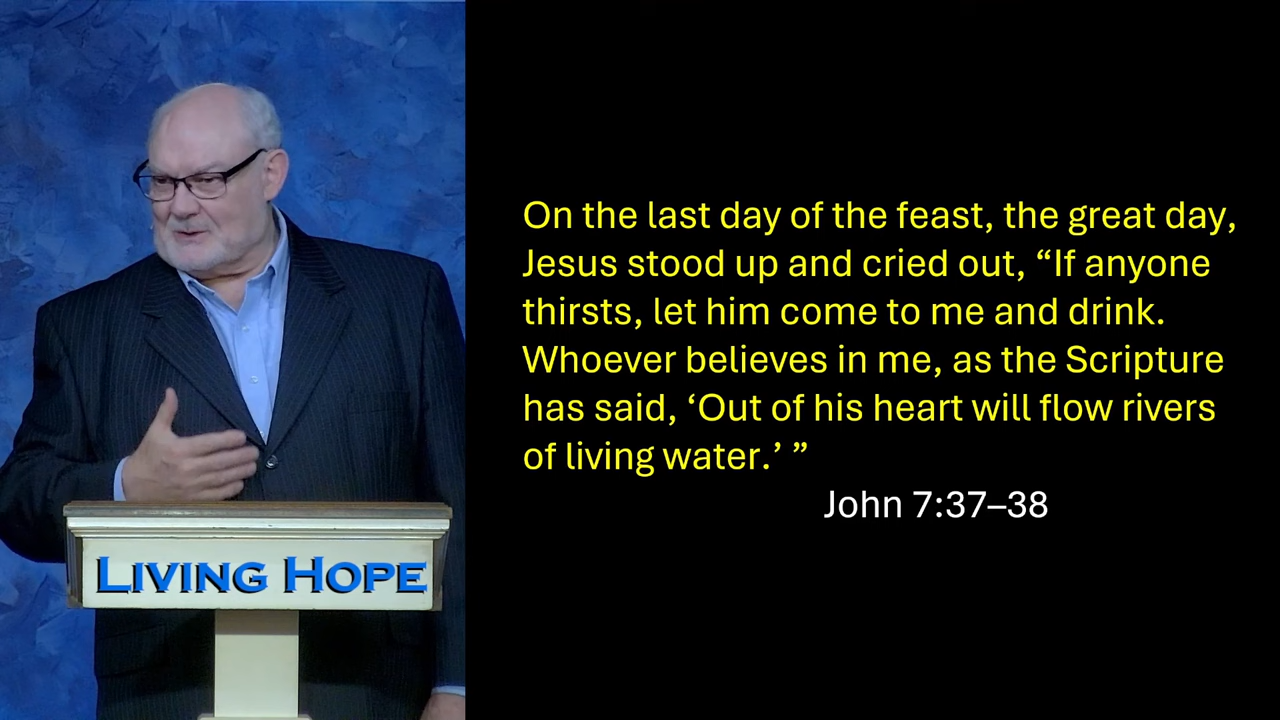 On the last day of the feast, the great day,
Jesus stood up and cried out, “If anyone
thirsts, let him come to me and drink.
Whoever believes in me, as the Scripture
has said, ‘Out of his heart will flow rivers
of living water.’ ”
John 7:37–38
LIVING HOPE